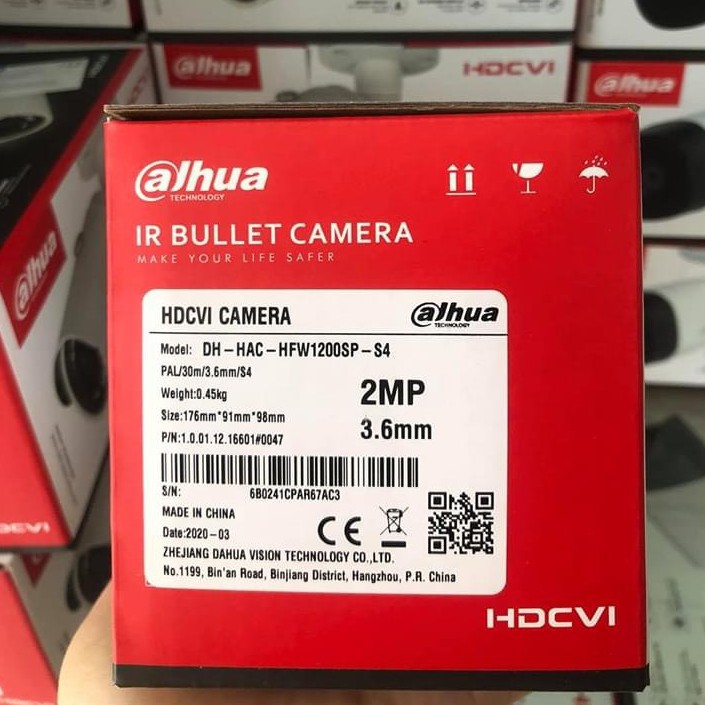 alhua
HDCVI
alhua
alhua
alhua
TECHNOLOGY
IR BULLET CAMERA
MAKE YOUR LIFE SAFER
HDCVI CAMERA
alhua
TECHNOLOGY
Model: DH-HAC-HFW1200SP-S4
PAL/30m/3.6mm/S4
Weight:0.45kg
2MP
Size:176mm*91mm*98mm
3.6mm
P/N:1.0.01.12.16601#0047
S/N: 6B0241CPAR67AC3
MADE IN CHINA
CE
Date:2020-03
ZHEJIANG DAHUA VISION TECHNOLOGY CO.,LTD.
No.1199, Bin'an Road, Binjiang District, Hangzhou, P.R. China
HDCVI